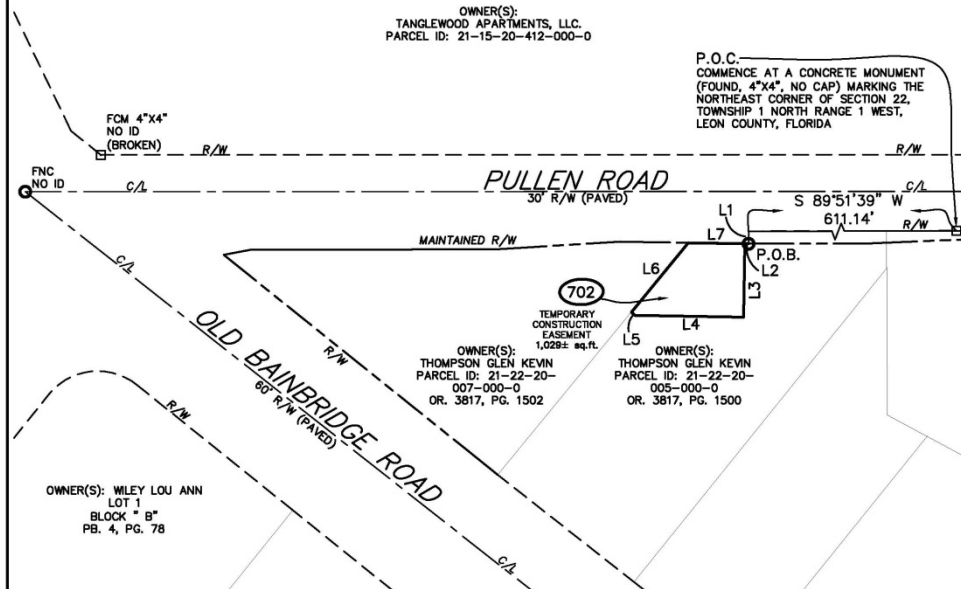 OWNER(S):
TANGLEWOOD APARTMENTS, LLC.
PARCEL ID: 21-15-20-412-000-0
P.O.C.
COMMENCE AT A CONCRETE MONUMENT
(FOUND, 4"X4", NO CAP) MARKING THE
NORTHEAST CORNER OF SECTION 22,
TOWNSHIP 1 NORTH RANGE 1 WEST,
LEON COUNTY, FLORIDA
FCM 4"X4"
NO ID
(BROKEN)
R/W
R/W
FNC
NO ID
C/L
PULLEN ROAD
30' R/W (PAVED)
C/L
S 89°51'39" W
611.14'
R/W
L1
MAINTAINED R/W
L7
P.O.B.
L2
L6
L3
702
TEMPORARY
CONSTRUCTION
EASEMENT
1,029± sq.ft.
L5
L4
C/L
OLD BAINBRIDGE ROAD
60' R/W (PAVED)
R/W
OWNER(S):
THOMPSON GLEN KEVIN
PARCEL ID: 21-22-20-
007-000-0
OR. 3817, PG. 1502
OWNER(S):
THOMPSON GLEN KEVIN
PARCEL ID: 21-22-20-
005-000-0
OR. 3817, PG. 1500
R/W
OWNER(S): WILEY LOU ANN
LOT 1
BLOCK " B"
PB. 4, PG. 78
C/L